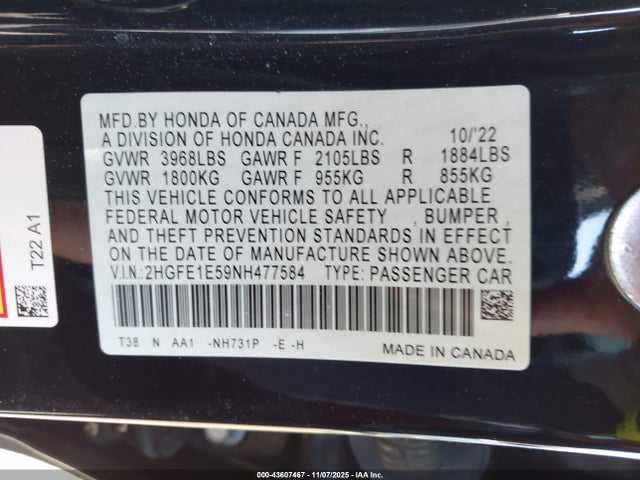 MFD.BY HONDA OF CANADA MFG.,
A DIVISION OF HONDA CANADA INC. 10/'22
GVWR 3968LBS GAWR F 2105LBS R 1884LBS
GVWR 1800KG GAWR F 955KG R 855KG
THIS VEHICLE CONFORMS TO ALL APPLICABLE
FEDERAL MOTOR VEHICLE SAFETY , BUMPER ,
AND THEFT PREVENTION STANDARDS IN EFFECT
ON THE DATE OF MANUFACTURE SHOWN ABOVE.
V.I.N.:2HGFE1E59NH477584 TYPE: PASSENGER CAR
T38 N AA1 -NH731P -E -H
MADE IN CANADA
T22 A1
000-43607467 - 11/07/2025 - IAA Inc.